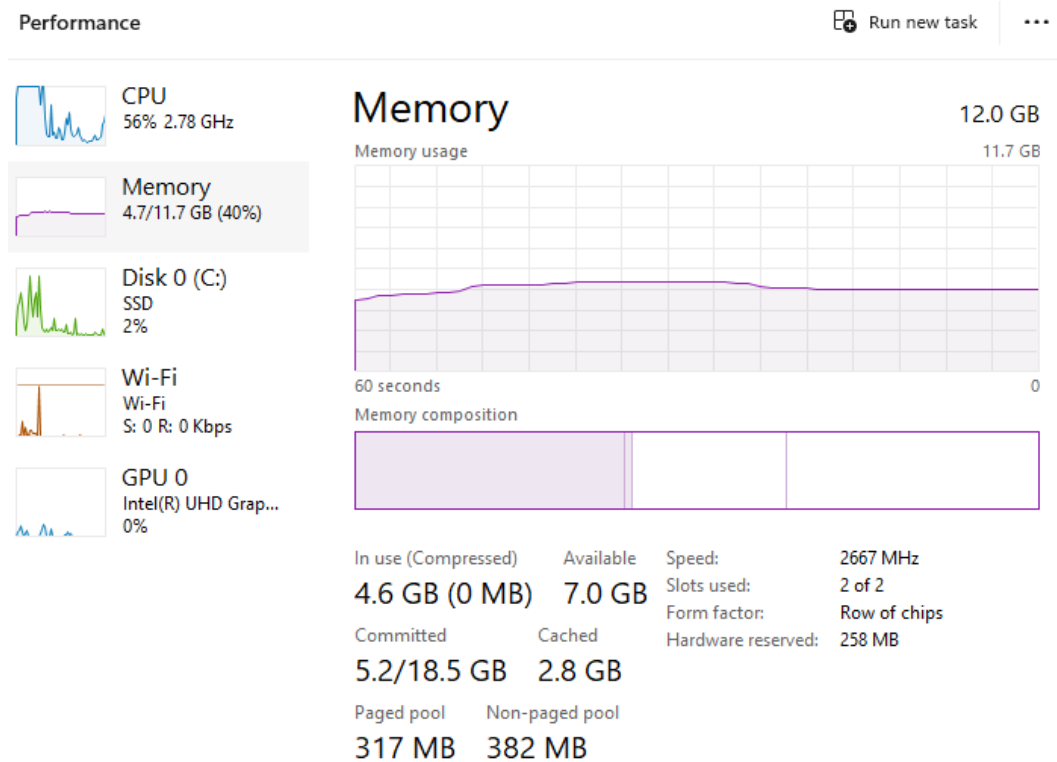 Performance
Run new task
CPU
56% 2.78 GHz
Memory
4.7/11.7 GB (40%)
Disk 0 (C:)
SSD
2%
Wi-Fi
Wi-Fi
S: 0 R: 0 Kbps
GPU 0
Intel(R) UHD Grap...
0%
Memory
12.0 GB
Memory usage
11.7 GB
60 seconds
0
Memory composition
In use (Compressed)
4.6 GB (0 MB)
Available
7.0 GB
Committed
5.2/18.5 GB
Cached
2.8 GB
Paged pool
317 MB
Non-paged pool
382 MB
Speed: 2667 MHz
Slots used: 2 of 2
Form factor: Row of chips
Hardware reserved: 258 MB